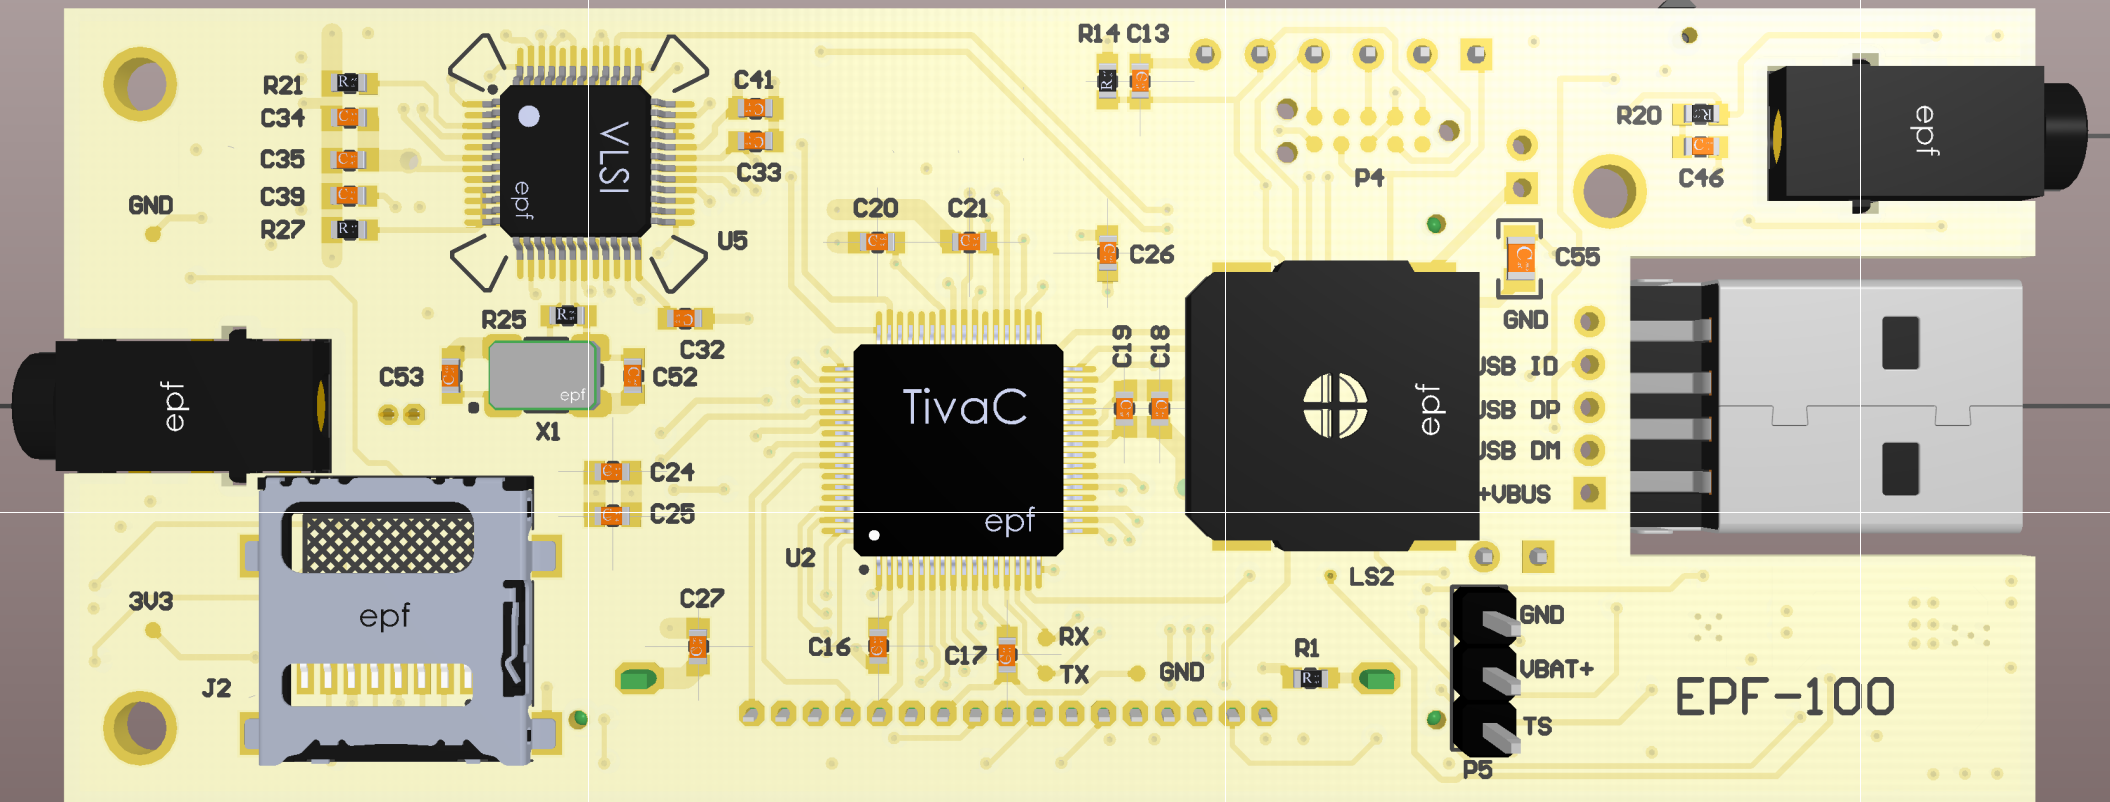 R14 C13
R21
C34
C35
C39
R27
C41
C33
VLSI
epf
U5
GND
R20
C46
epf
P4
C20
C21
C26
C55
GND
USB ID
USB DP
USB DM
+VBUS
R25
C32
C53
C52
X1
epf
epf
C19
C18
TivaC
epf
U2
epf
LS2
C24
C25
3V3
epf
J2
C27
C16
C17
RX
TX
GND
R1
GND
VBAT+
TS
P5
EPF-100